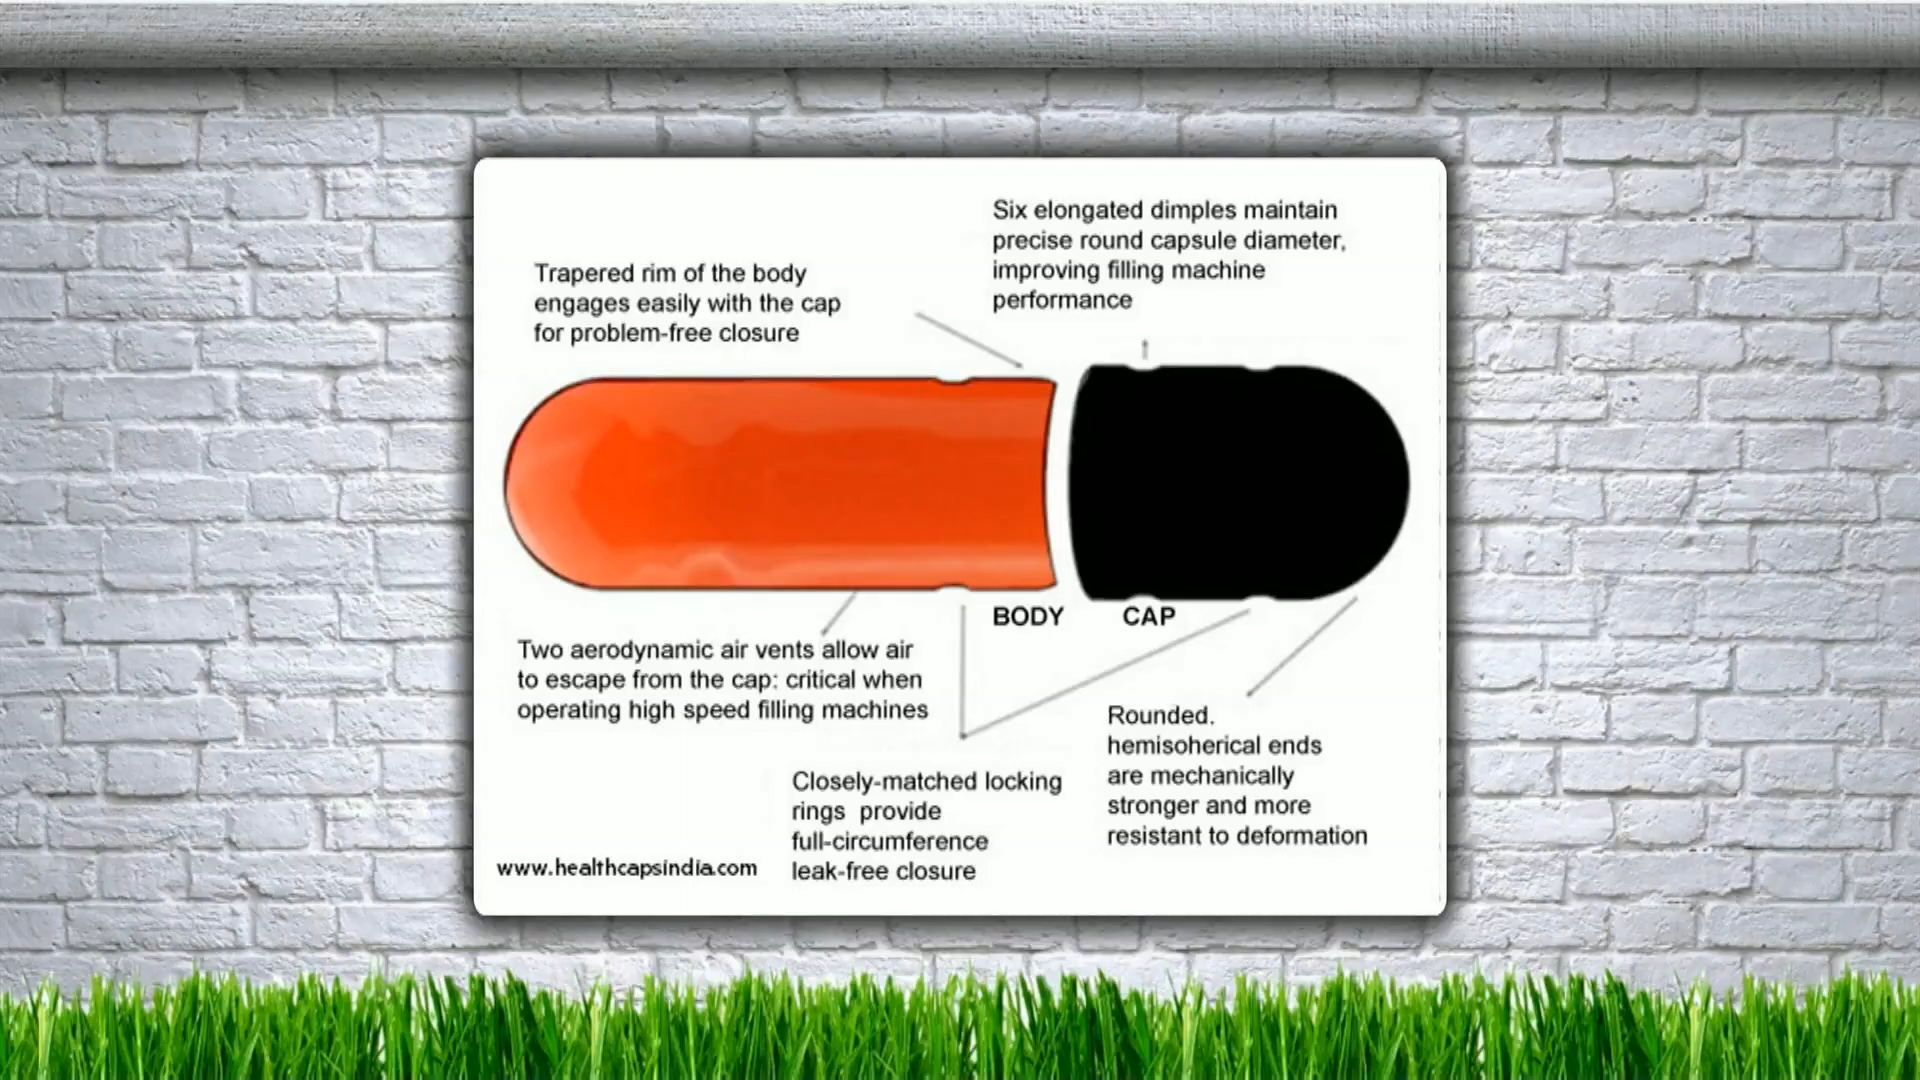 Six elongated dimples maintain
precise round capsule diameter,
improving filling machine
performance
Trapered rim of the body
engages easily with the cap
for problem-free closure
BODY CAP
Two aerodynamic air vents allow air
to escape from the cap: critical when
operating high speed filling machines
Closely-matched locking
rings provide
full-circumference
leak-free closure
Rounded.
hemisoherical ends
are mechanically
stronger and more
resistant to deformation
www.healthcapsindia.com